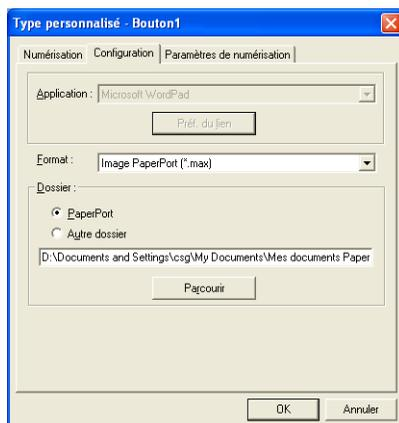 Type personnalisé - Bouton1
Numérisation Configuration Paramètres de numérisation
Application : Microsoft WordPad
Préf. du lien
Format : Image PaperPort (*.max)
Dossier :
PaperPort
Autre dossier
D:\Documents and Settings\csg\My Documents\Mes documents Paper
Parcourir
OK Annuler